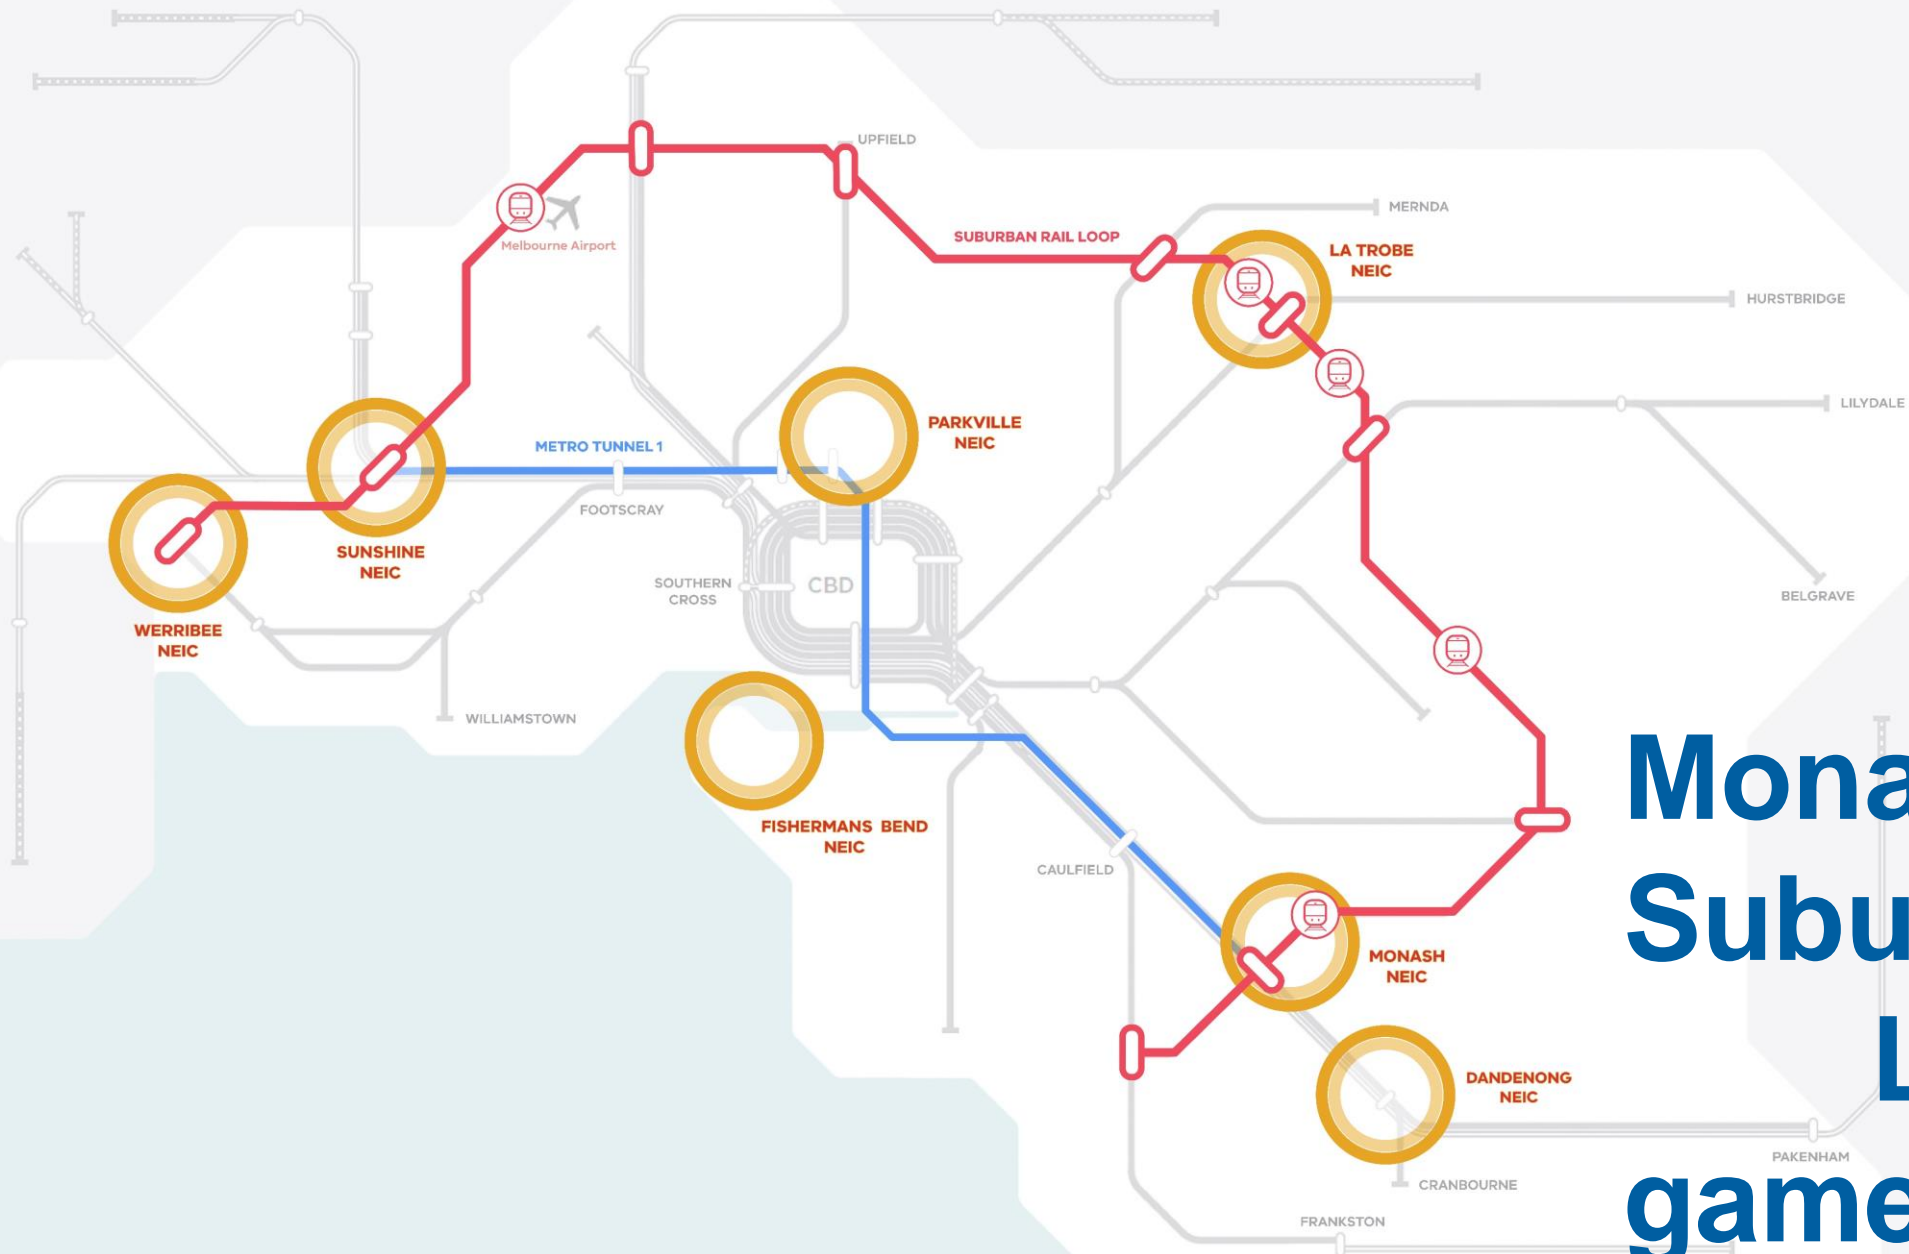 UPFIELD
MERNDA
Melbourne Airport
SUBURBAN RAIL LOOP
LA TROBE
NEIC
HURSTBRIDGE
LILYDALE
PARKVILLE
NEIC
METRO TUNNEL 1
FOOTSCRAY
SUNSHINE
NEIC
SOUTHERN
CROSS
CBD
BELGRAVE
WERRIBEE
NEIC
WILLIAMSTOWN
FISHERMANS BEND
NEIC
CAULFIELD
MONASH
NEIC
DANDENONG
NEIC
PAKENHAM
CRANBOURNE
FRANKSTON
Mona
Subu
L
game